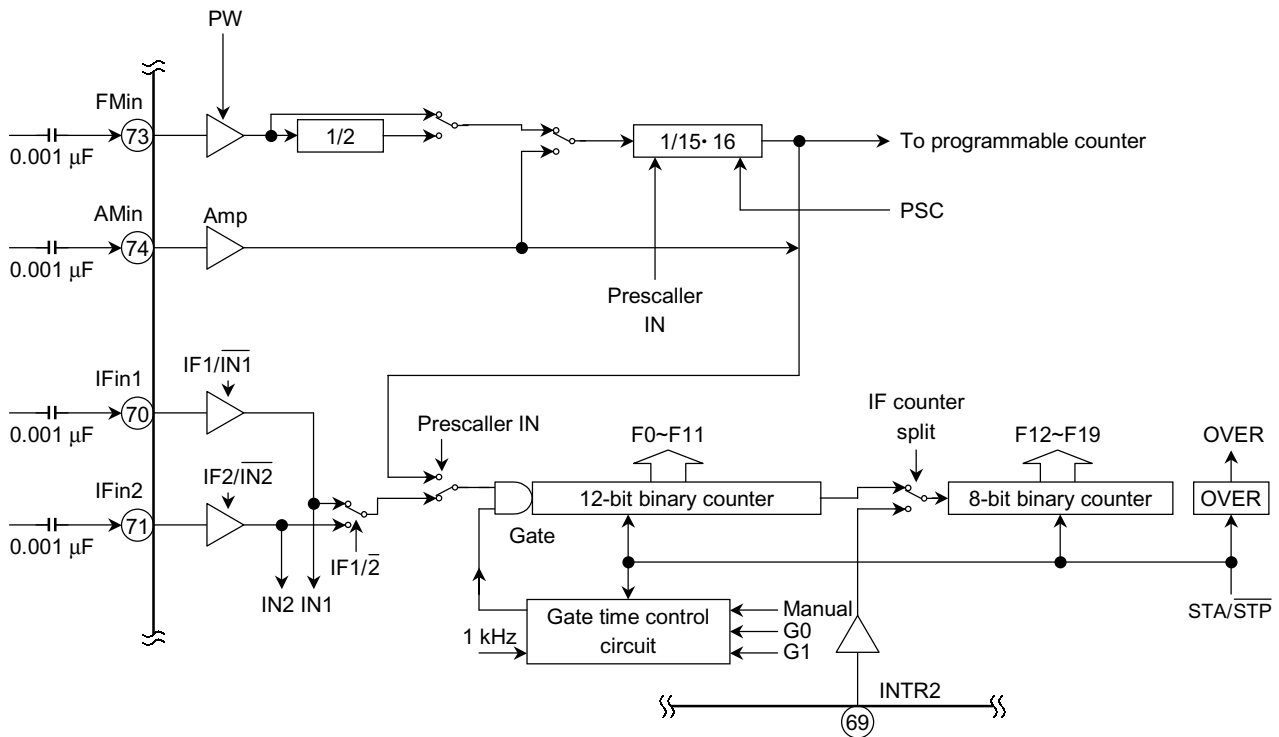 PW
FMin
73
0.001 μF
1/2
1/15• 16
To programmable counter
PSC
AMin
Amp
74
0.001 μF
Prescaller
IN
IFin1
IF1/IN1
70
0.001 μF
Prescaller IN
F0~F11
IF counter
split
F12~F19
OVER
IFin2
IF2/IN2
71
0.001 μF
12-bit binary counter
8-bit binary counter
OVER
Gate
IF1/2
IN2 IN1
Gate time control
circuit
Manual
G0
G1
1 kHz
STA/STP
INTR2
69